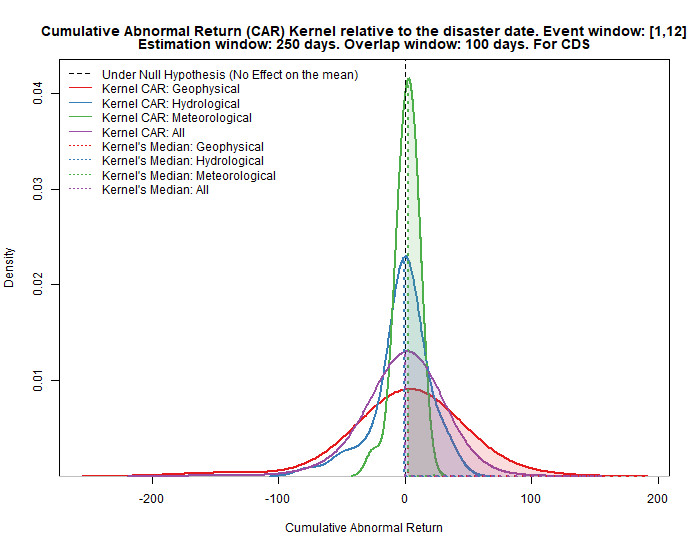 Cumulative Abnormal Return (CAR) Kernel relative to the disaster date. Event window: [1,12]
Estimation window: 250 days. Overlap window: 100 days. For CDS
Under Null Hypothesis (No Effect on the mean)
Kernel CAR: Geophysical
Kernel CAR: Hydrological
Kernel CAR: Meteorological
Kernel CAR: All
Kernel's Median: Geophysical
Kernel's Median: Hydrological
Kernel's Median: Meteorological
Kernel's Median: All
Density
0.04
0.03
0.02
0.01
-200
-100
0
100
200
Cumulative Abnormal Return